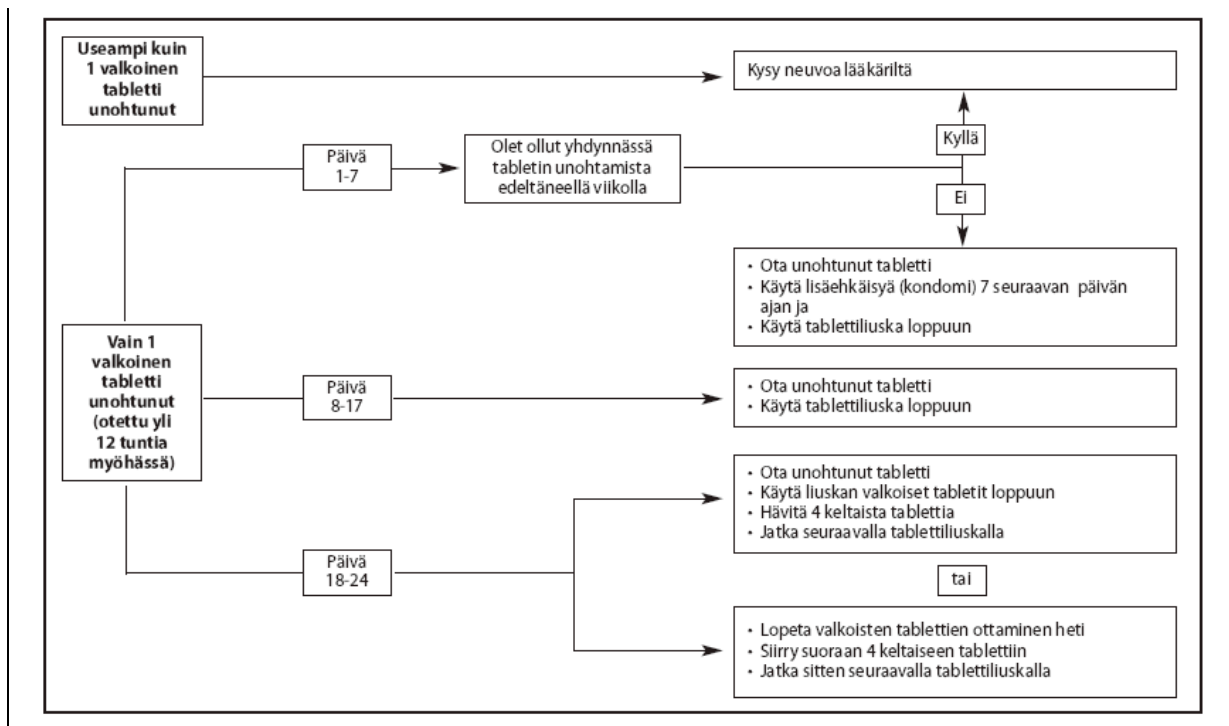 Useampi kuin
1 valkoinen
tabletti
unohtunut
Kysy neuvoa lääkäriltä
Kyllä
Päivä
1-7
Olet ollut yhdynnässä
tabletin unohtamista
edeltäneellä viikolla
Ei
• Ota unohtunut tabletti
• Käytä lisäehkäisyä (kondomi) 7 seuraavan päivän
ajan ja
• Käytä tablettiliuska loppuun
Vain 1
valkoinen
tabletti
unohtunut
(otettu yli
12 tuntia
myöhässä)
Päivä
8-17
• Ota unohtunut tabletti
• Käytä tablettiliuska loppuun
Päivä
18-24
• Ota unohtunut tabletti
• Käytä liuskan valkoiset tabletit loppuun
• Hävitä 4 keltaista tablettia
• Jatka seuraavalla tablettiliuskalla
tai
• Lopeta valkoisten tablettien ottaminen heti
• Siirry suoraan 4 keltaiseen tablettiin
• Jatka sitten seuraavalla tablettiliuskalla